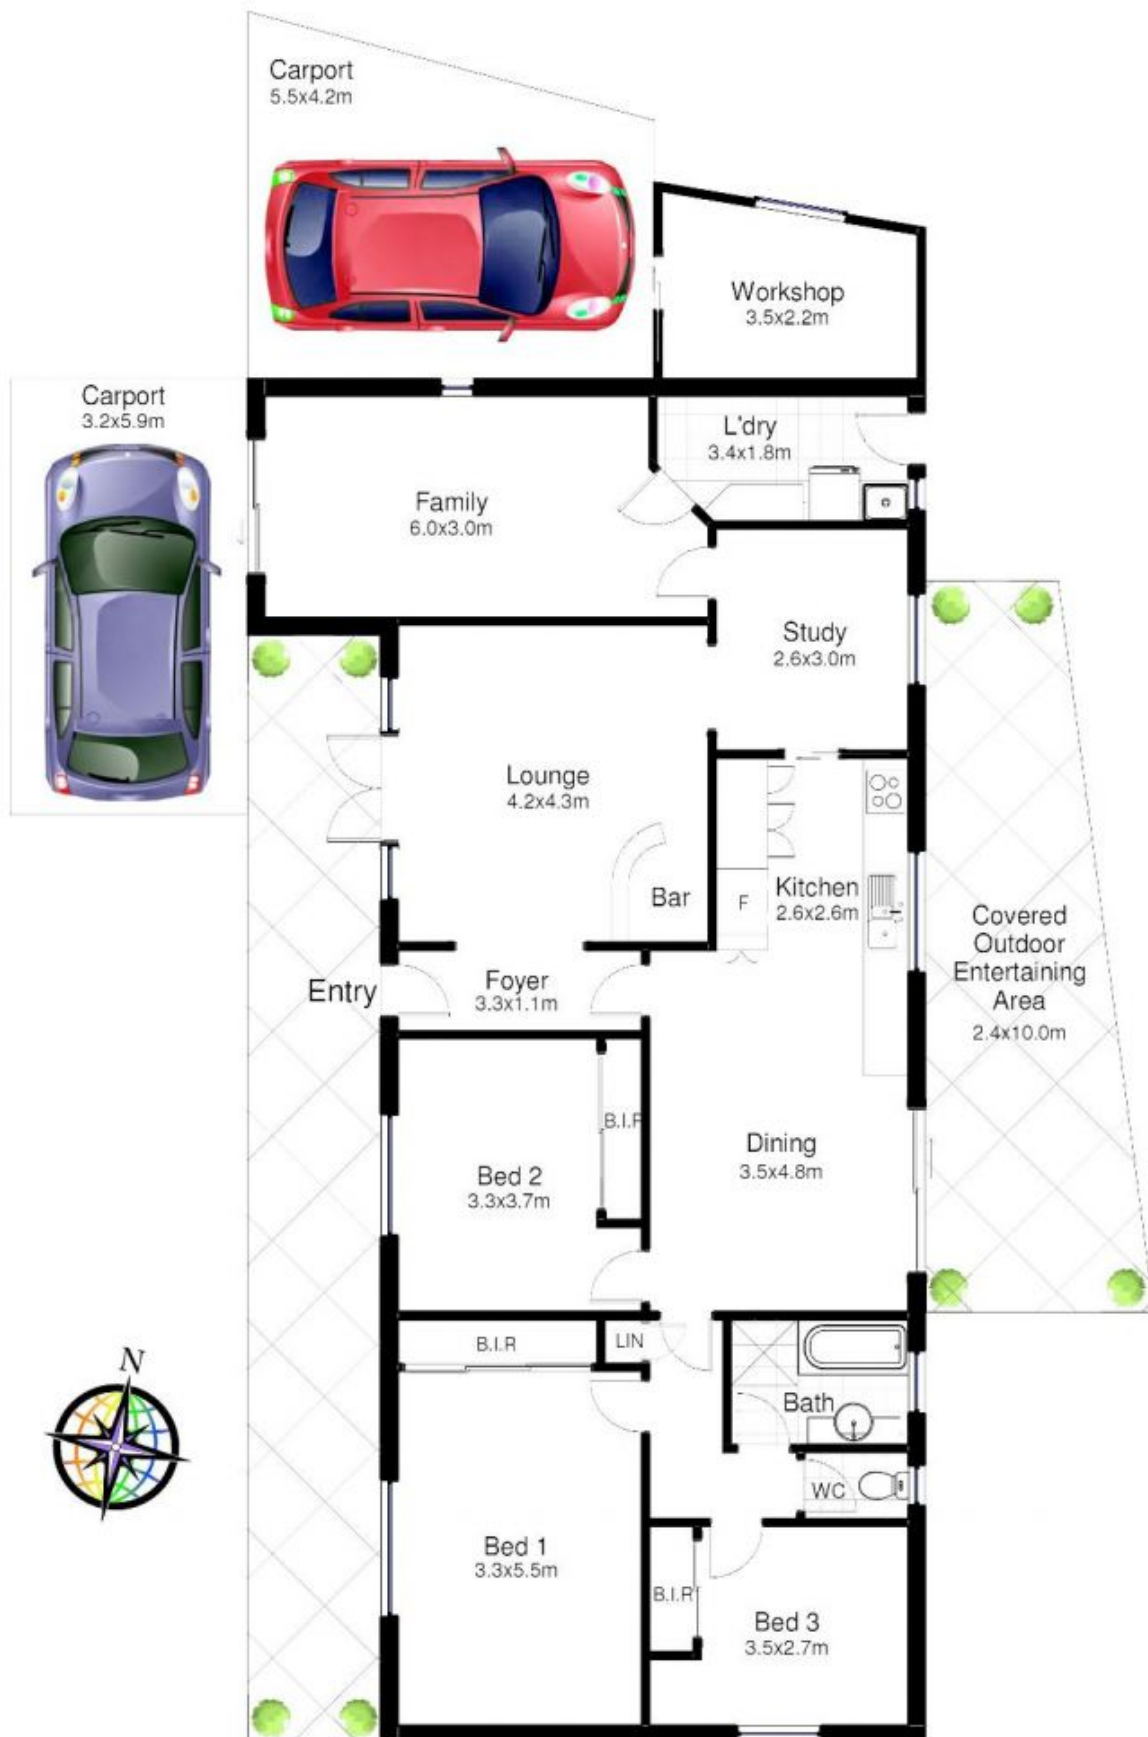 Carport
5.5x4.2m
Workshop
3.5x2.2m
Carport
3.2x5.9m
L'dry
3.4x1.8m
Family
6.0x3.0m
Study
2.6x3.0m
Lounge
4.2x4.3m
Bar
F
Kitchen
2.6x2.6m
Covered
Outdoor
Entertaining
Area
2.4x10.0m
Entry
Foyer
3.3x1.1m
B.I.R
Bed 2
3.3x3.7m
Dining
3.5x4.8m
B.I.R
LIN
N
Bath
WC
Bed 1
3.3x5.5m
B.I.R
Bed 3
3.5x2.7m